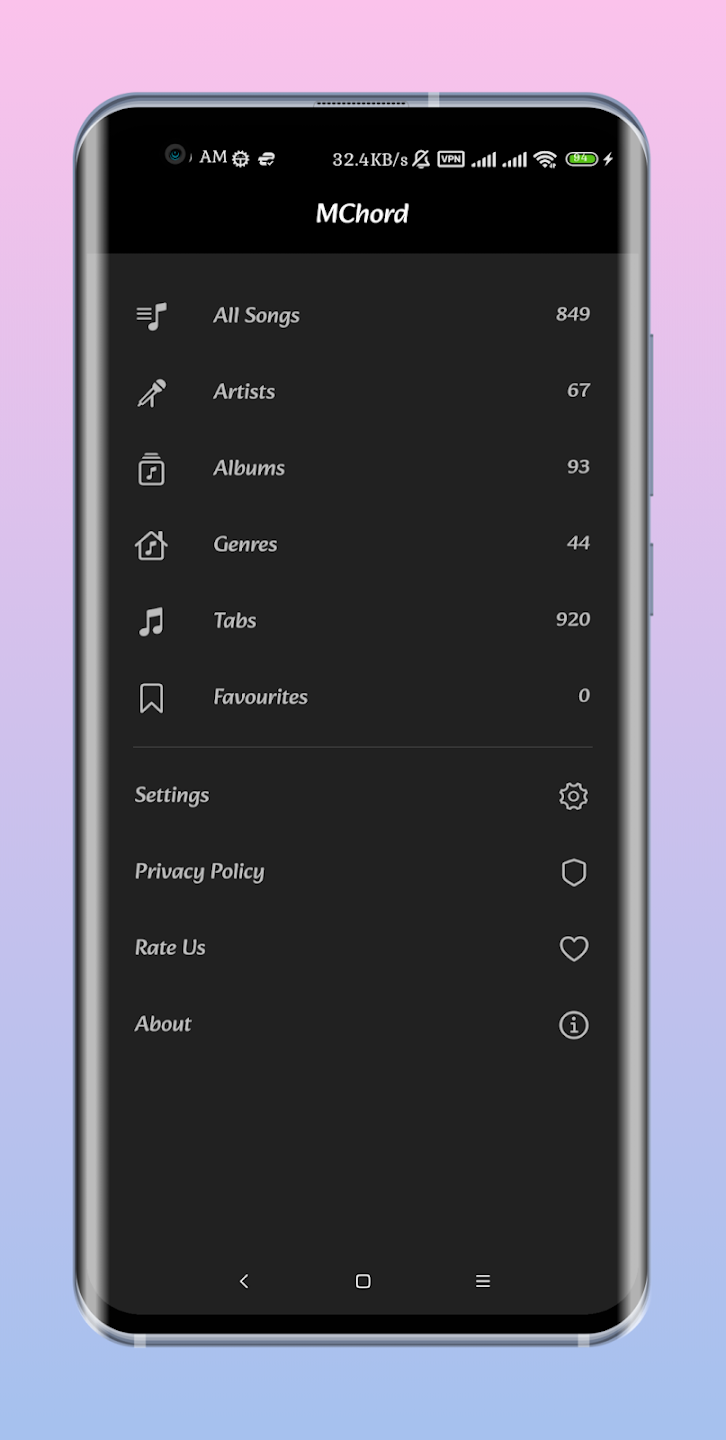 AM 32.4KB/s VPN 94
MChord
All Songs 849
Artists 67
Albums 93
Genres 44
Tabs 920
Favourites 0
Settings
Privacy Policy
Rate Us
About